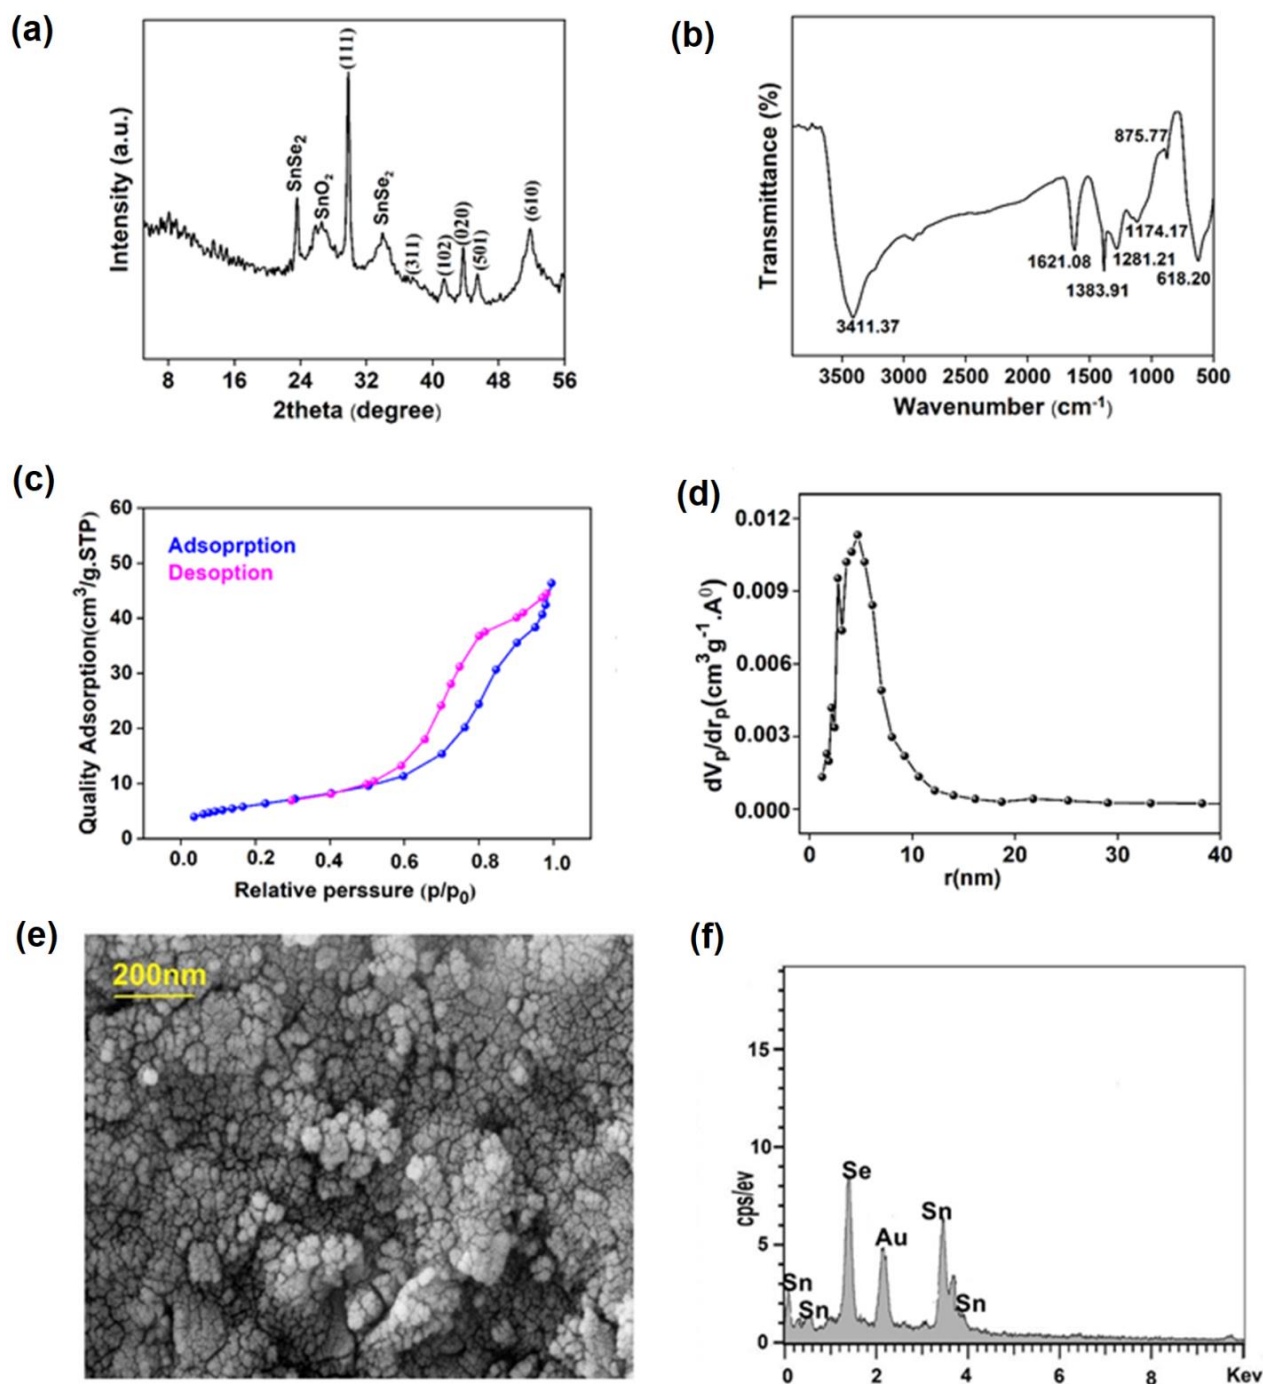 (a)
Intensity (a.u.)
SnSe2
SnO2
(111)
SnSe2
(311)
(102)
(020)
(501)
(610)
8 16 24 32 40 48 56
2theta (degree)
(b)
Transmittance (%)
875.77
1174.17
1621.08
1281.21
618.20
1383.91
3411.37
3500 3000 2500 2000 1500 1000 500
Wavenumber (cm-1)
(c)
Quality Adsorption(cm3/g.STP)
60
50
40
30
20
10
0
Adsoprption
Desoption
0.0 0.2 0.4 0.6 0.8 1.0
Relative perssure (p/p0)
(d)
dVp/drp(cm3g-1.A0)
0.012
0.009
0.006
0.003
0.000
0 10 20 30 40
r(nm)
(e)
200nm
(f)
cps/ev
15
10
5
0
Se
Sn
Au
Sn
Sn
Sn
0 2 4 6 8 Kev